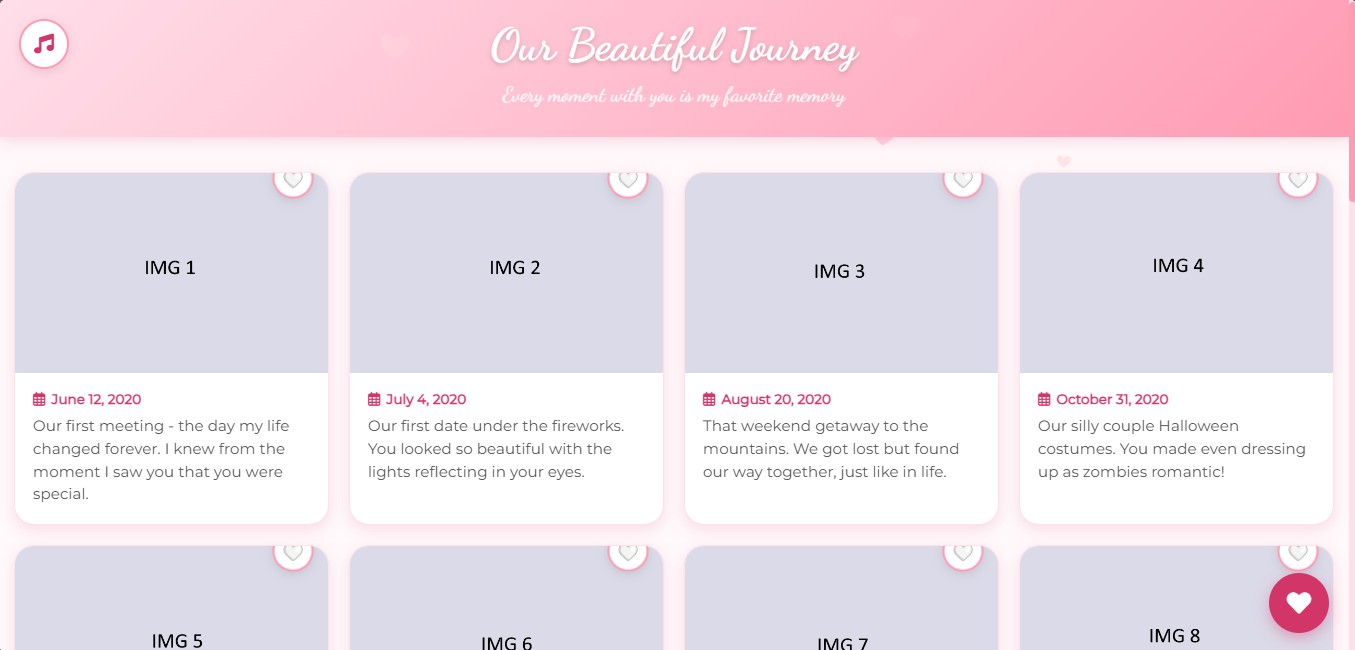 Our Beautiful Journey
Every moment with you is my favorite memory
IMG 1
IMG 2
IMG 3
IMG 4
June 12, 2020
Our first meeting - the day my life
changed forever. I knew from the
moment I saw you that you were
special.
July 4, 2020
Our first date under the fireworks.
You looked so beautiful with the
lights reflecting in your eyes.
August 20, 2020
That weekend getaway to the
mountains. We got lost but found
our way together, just like in life.
October 31, 2020
Our silly couple Halloween
costumes. You made even dressing
up as zombies romantic!
IMG 5
IMG 6
IMG 7
IMG 8